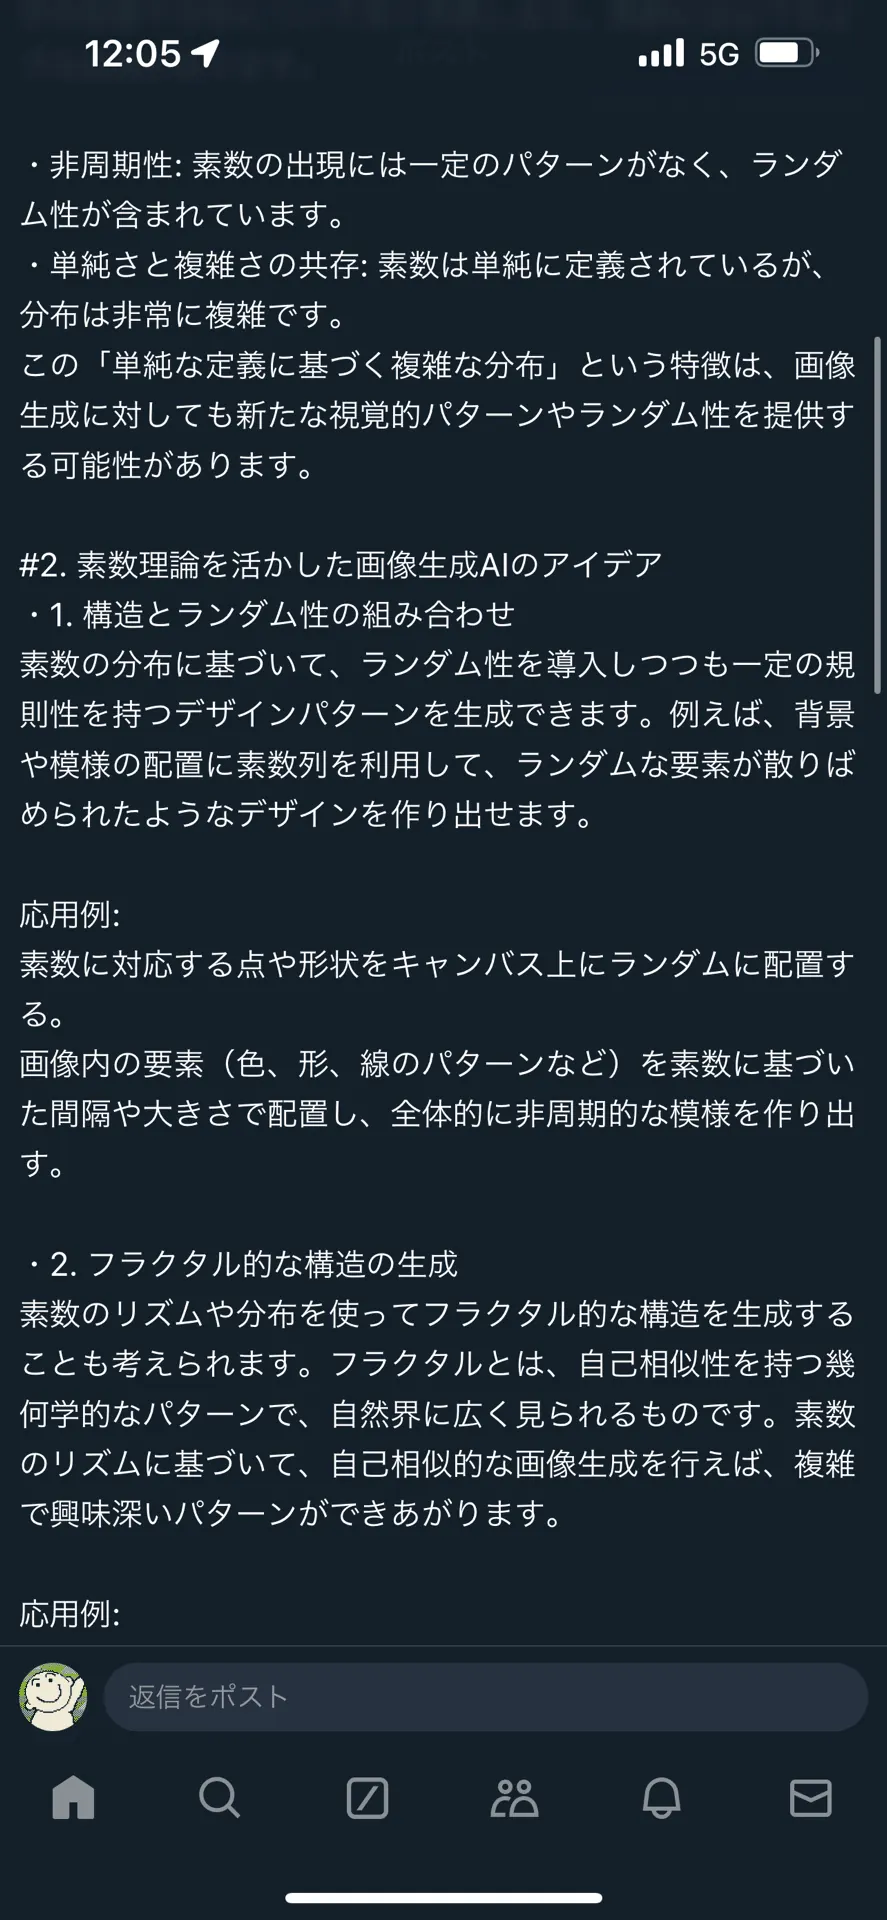 12:05
5G
・非周期性: 素数の出現には一定のパターンがなく、ランダ
ム性が含まれています。
・単純さと複雑さの共存: 素数は単純に定義されているが、
分布は非常に複雑です。
この「単純な定義に基づく複雑な分布」という特徴は、画像
生成に対しても新たな視覚的パターンやランダム性を提供す
る可能性があります。
#2. 素数理論を活かした画像生成AIのアイデア
・1. 構造とランダム性の組み合わせ
素数の分布に基づいて、ランダム性を導入しつつも一定の規
則性を持つデザインパターンを生成できます。例えば、背景
や模様の配置に素数列を利用して、ランダムな要素が散りば
められたようなデザインを作り出せます。
応用例:
素数に対応する点や形状をキャンバス上にランダムに配置す
る。
画像内の要素（色、形、線のパターンなど）を素数に基づい
た間隔や大きさで配置し、全体的に非周期的な模様を作り出
す。
・2. フラクタル的な構造の生成
素数のリズムや分布を使ってフラクタル的な構造を生成する
ことも考えられます。フラクタルとは、自己相似性を持つ幾
何学的なパターンで、自然界に広く見られるものです。素数
のリズムに基づいて、自己相似的な画像生成を行えば、複雑
で興味深いパターンができあがります。
応用例:
返信をポスト